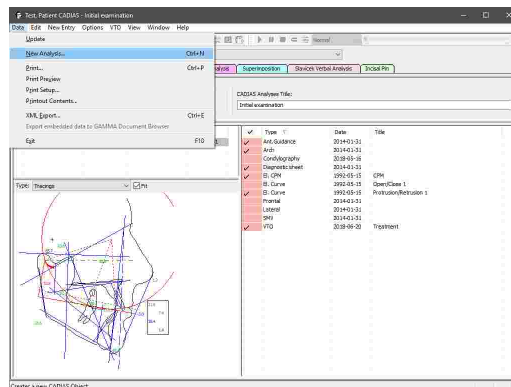 Test, Patient CADIAS - Initial examination
Data Edit New Entry Options VTO View Window Help
Update
New Analysis... Ctrl+N
Print... Ctrl+P
Print Preview
Print Setup...
Printout Contents...
XML Export... Ctrl+E
Export embedded data to GAMMA Document Browser
Exit F10
Normal
Superimposition Slavicek Verbal Analysis Incisal Pin
CADIAS Analyses Title:
Initial examination
Type Date Title
Ant. Guidance 2014-01-31
Arch 2014-01-31
Condylography 2018-05-16
Diagnostic sheet 2014-01-31
El. CPM 1992-05-15 CPM
El. Curve 1992-05-15 Open/Close 1
El. Curve 1992-05-15 Protrusion/Retrusion 1
Frontal 2014-01-31
Lateral 2014-01-31
SMV 2014-01-31
VTO 2018-06-20 Treatment
Type: Tracings Fit
Creates a new CADIAS Object